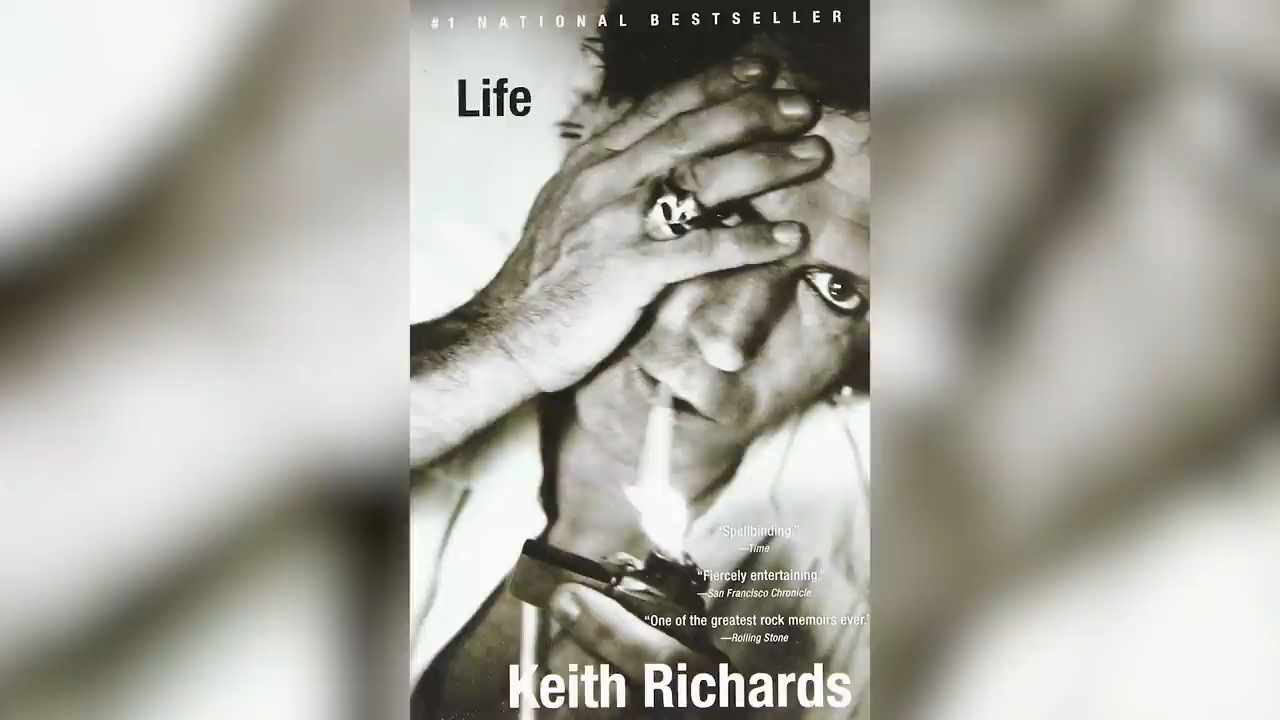 #1 NATIONAL BESTSELLER
Life
“Spellbinding.”
—Time
“Fiercely entertaining.”
—San Francisco Chronicle
“One of the greatest rock memoirs ever.”
—Rolling Stone
Keith Richards